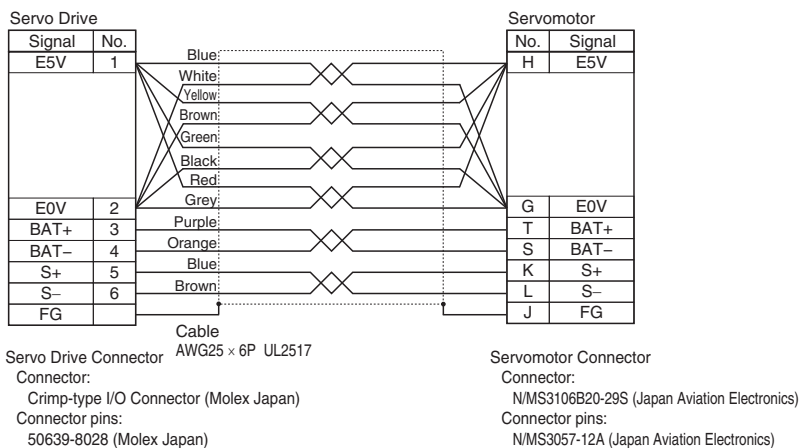 Servo Drive
Servomotor
Signal No.
No. Signal
E5V 1
Blue
H E5V
White
Yellow
Brown
Green
Black
Red
Grey
E0V 2
G E0V
Purple
BAT+ 3
T BAT+
Orange
BAT− 4
S BAT−
Blue
S+ 5
K S+
Brown
S− 6
L S−
FG
J FG
Cable
AWG25 × 6P UL2517
Servo Drive Connector
Connector:
Crimp-type I/O Connector (Molex Japan)
Connector pins:
50639-8028 (Molex Japan)
Servomotor Connector
Connector:
N/MS3106B20-29S (Japan Aviation Electronics)
Connector pins:
N/MS3057-12A (Japan Aviation Electronics)